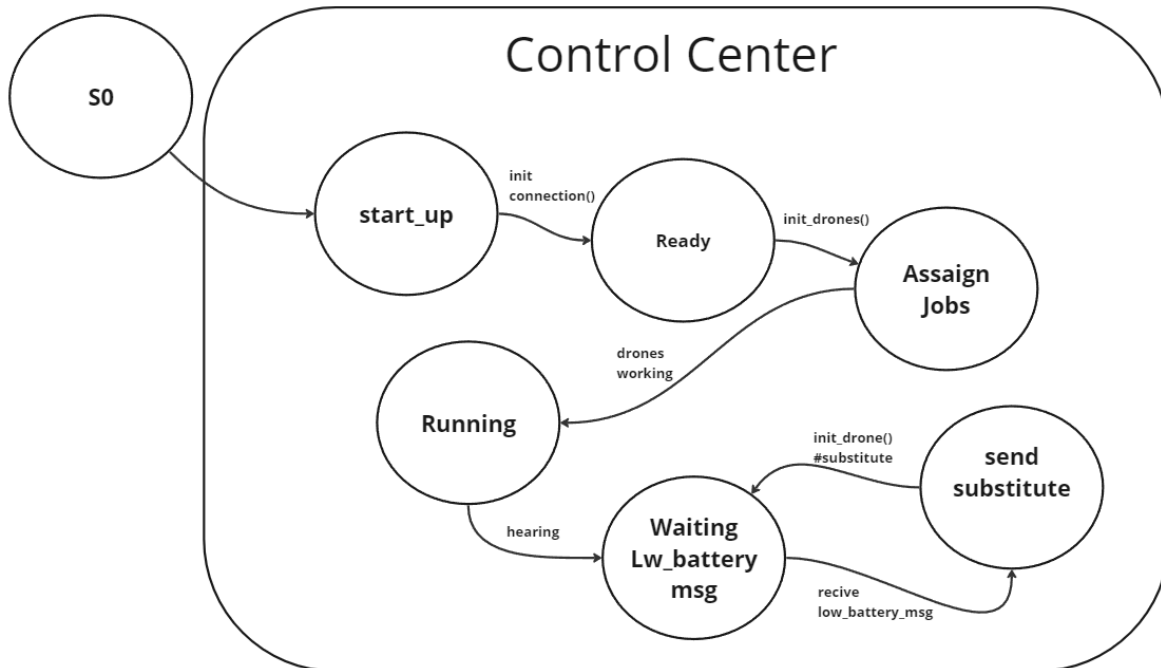 Control Center
S0
start_up
init
connection()
Ready
init_drones()
Assaign
Jobs
drones
working
Running
hearing
Waiting
Lw_battery
msg
init_drone()
#substitute
send
substitute
recive
low_battery_msg